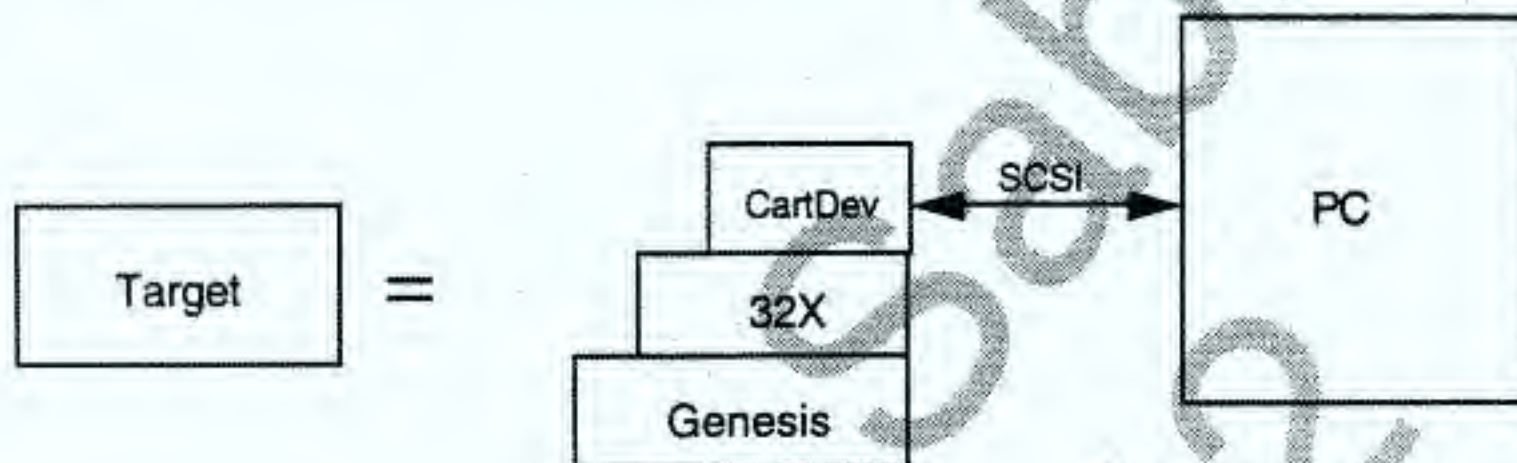 SCSI
CartDev
PC
Target
=
32X
Genesis